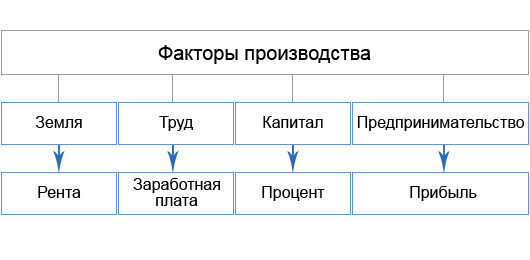 Факторы производства
Земля
Труд
Капитал
Предпринимательство
Рента
Заработная
плата
Процент
Прибыль